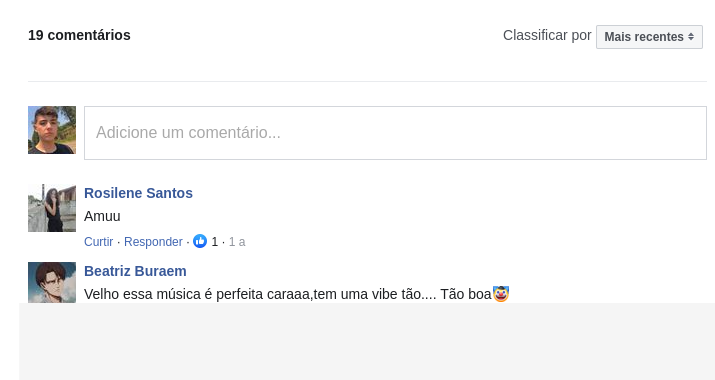 19 comentários
Classificar por Mais recentes
Adicione um comentário...
Rosilene Santos
Amuu
Curtir · Responder · 1 · 1 a
Beatriz Buraem
Velho essa música é perfeita caraaa,tem uma vibe tão.... Tão boa🤡